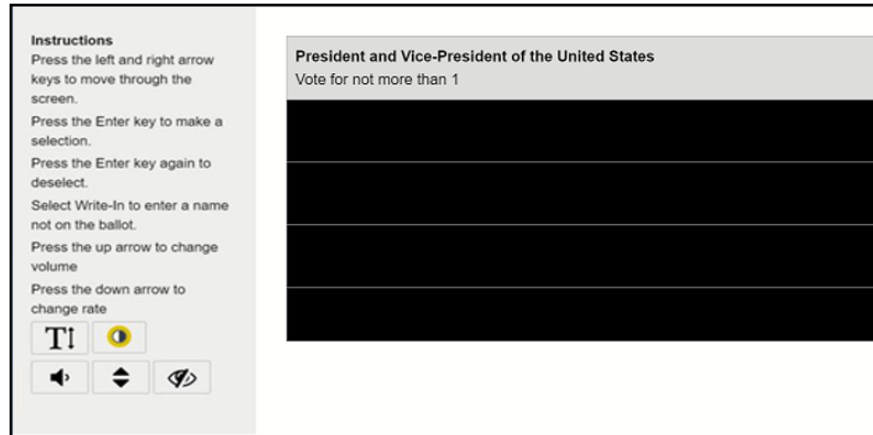 Instructions
Press the left and right arrow
keys to move through the
screen.
Press the Enter key to make a
selection.
Press the Enter key again to
deselect.
Select Write-In to enter a name
not on the ballot.
Press the up arrow to change
volume
Press the down arrow to
change rate
T
President and Vice-President of the United States
Vote for not more than 1